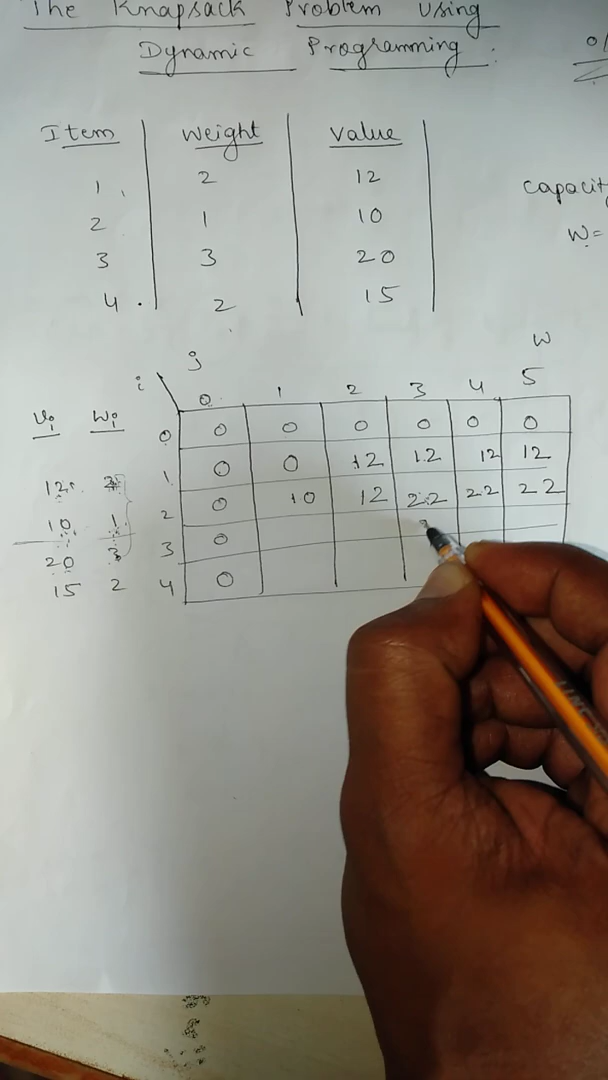 The Knapsack Problem using
Dynamic Programming :
0/
Item Weight Value
1 2 12
2 1 10
3 3 20
4 2 15
capacity
W=
W
j
i 0 1 2 3 4 5
vi wi
0 0 0 0 0 0 0
12 1 0 0 12 12 12 12
10 1 2 0 10 12 22 22 22
20 3 3 0
15 2 4 0